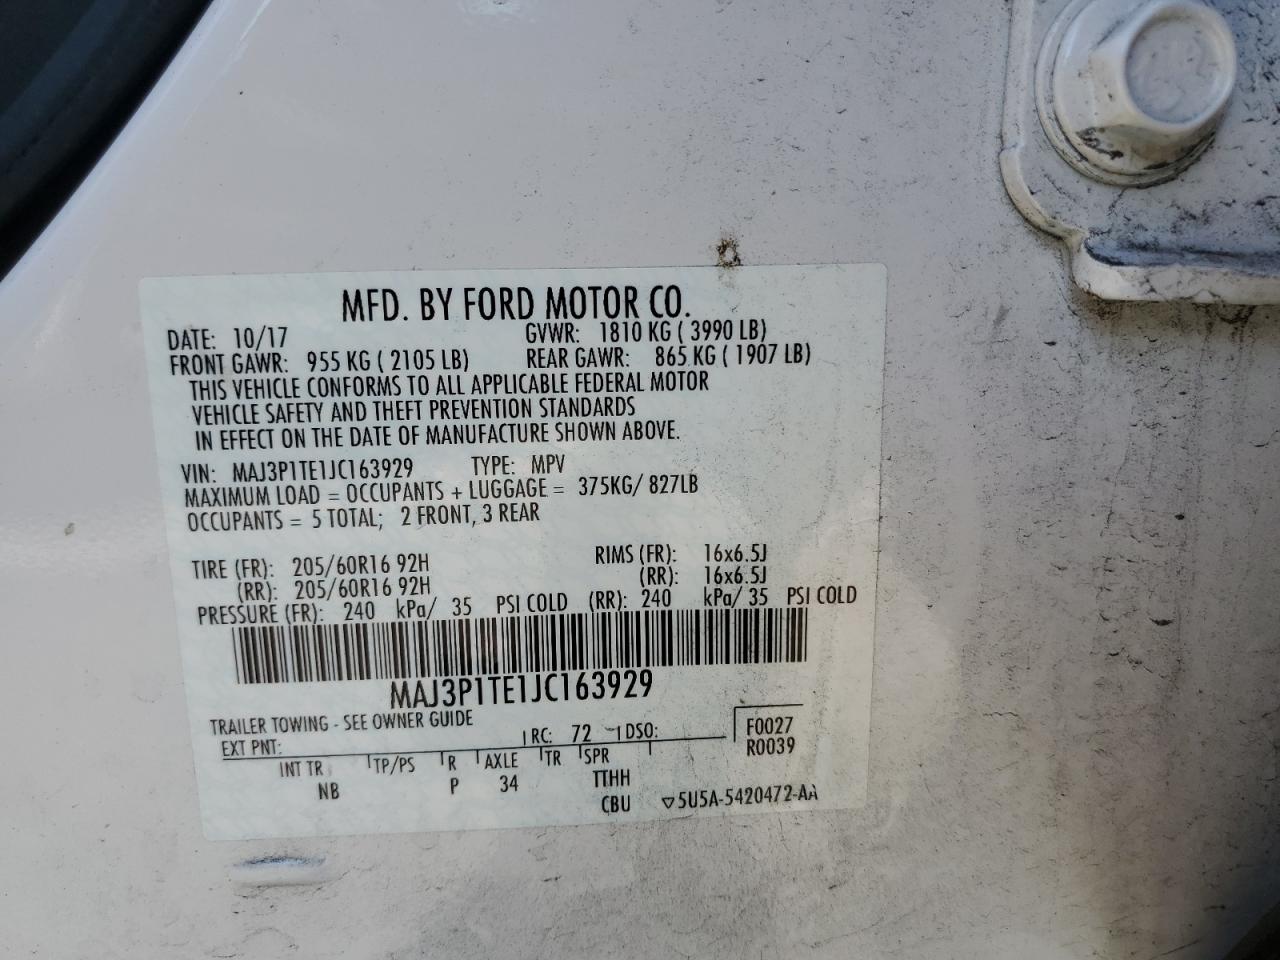 MFD. BY FORD MOTOR CO.
DATE: 10/17 GVWR: 1810 KG ( 3990 LB)
FRONT GAWR: 955 KG ( 2105 LB) REAR GAWR: 865 KG ( 1907 LB)
THIS VEHICLE CONFORMS TO ALL APPLICABLE FEDERAL MOTOR
VEHICLE SAFETY AND THEFT PREVENTION STANDARDS
IN EFFECT ON THE DATE OF MANUFACTURE SHOWN ABOVE.
VIN: MAJ3P1TE1JC163929 TYPE: MPV
MAXIMUM LOAD = OCCUPANTS + LUGGAGE = 375KG/ 827LB
OCCUPANTS = 5 TOTAL; 2 FRONT, 3 REAR
TIRE (FR): 205/60R16 92H RIMS (FR): 16x6.5J
(RR): 205/60R16 92H (RR): 16x6.5J
PRESSURE (FR): 240 kPa/ 35 PSI COLD (RR): 240 kPa/ 35 PSI COLD
MAJ3P1TE1JC163929
TRAILER TOWING - SEE OWNER GUIDE
EXT PNT: RC: 72 DSO: F0027
R0039
INT TR TP/PS R AXLE TR SPR
NB P 34 TTHH
CBU ▽5U5A-5420472-AA